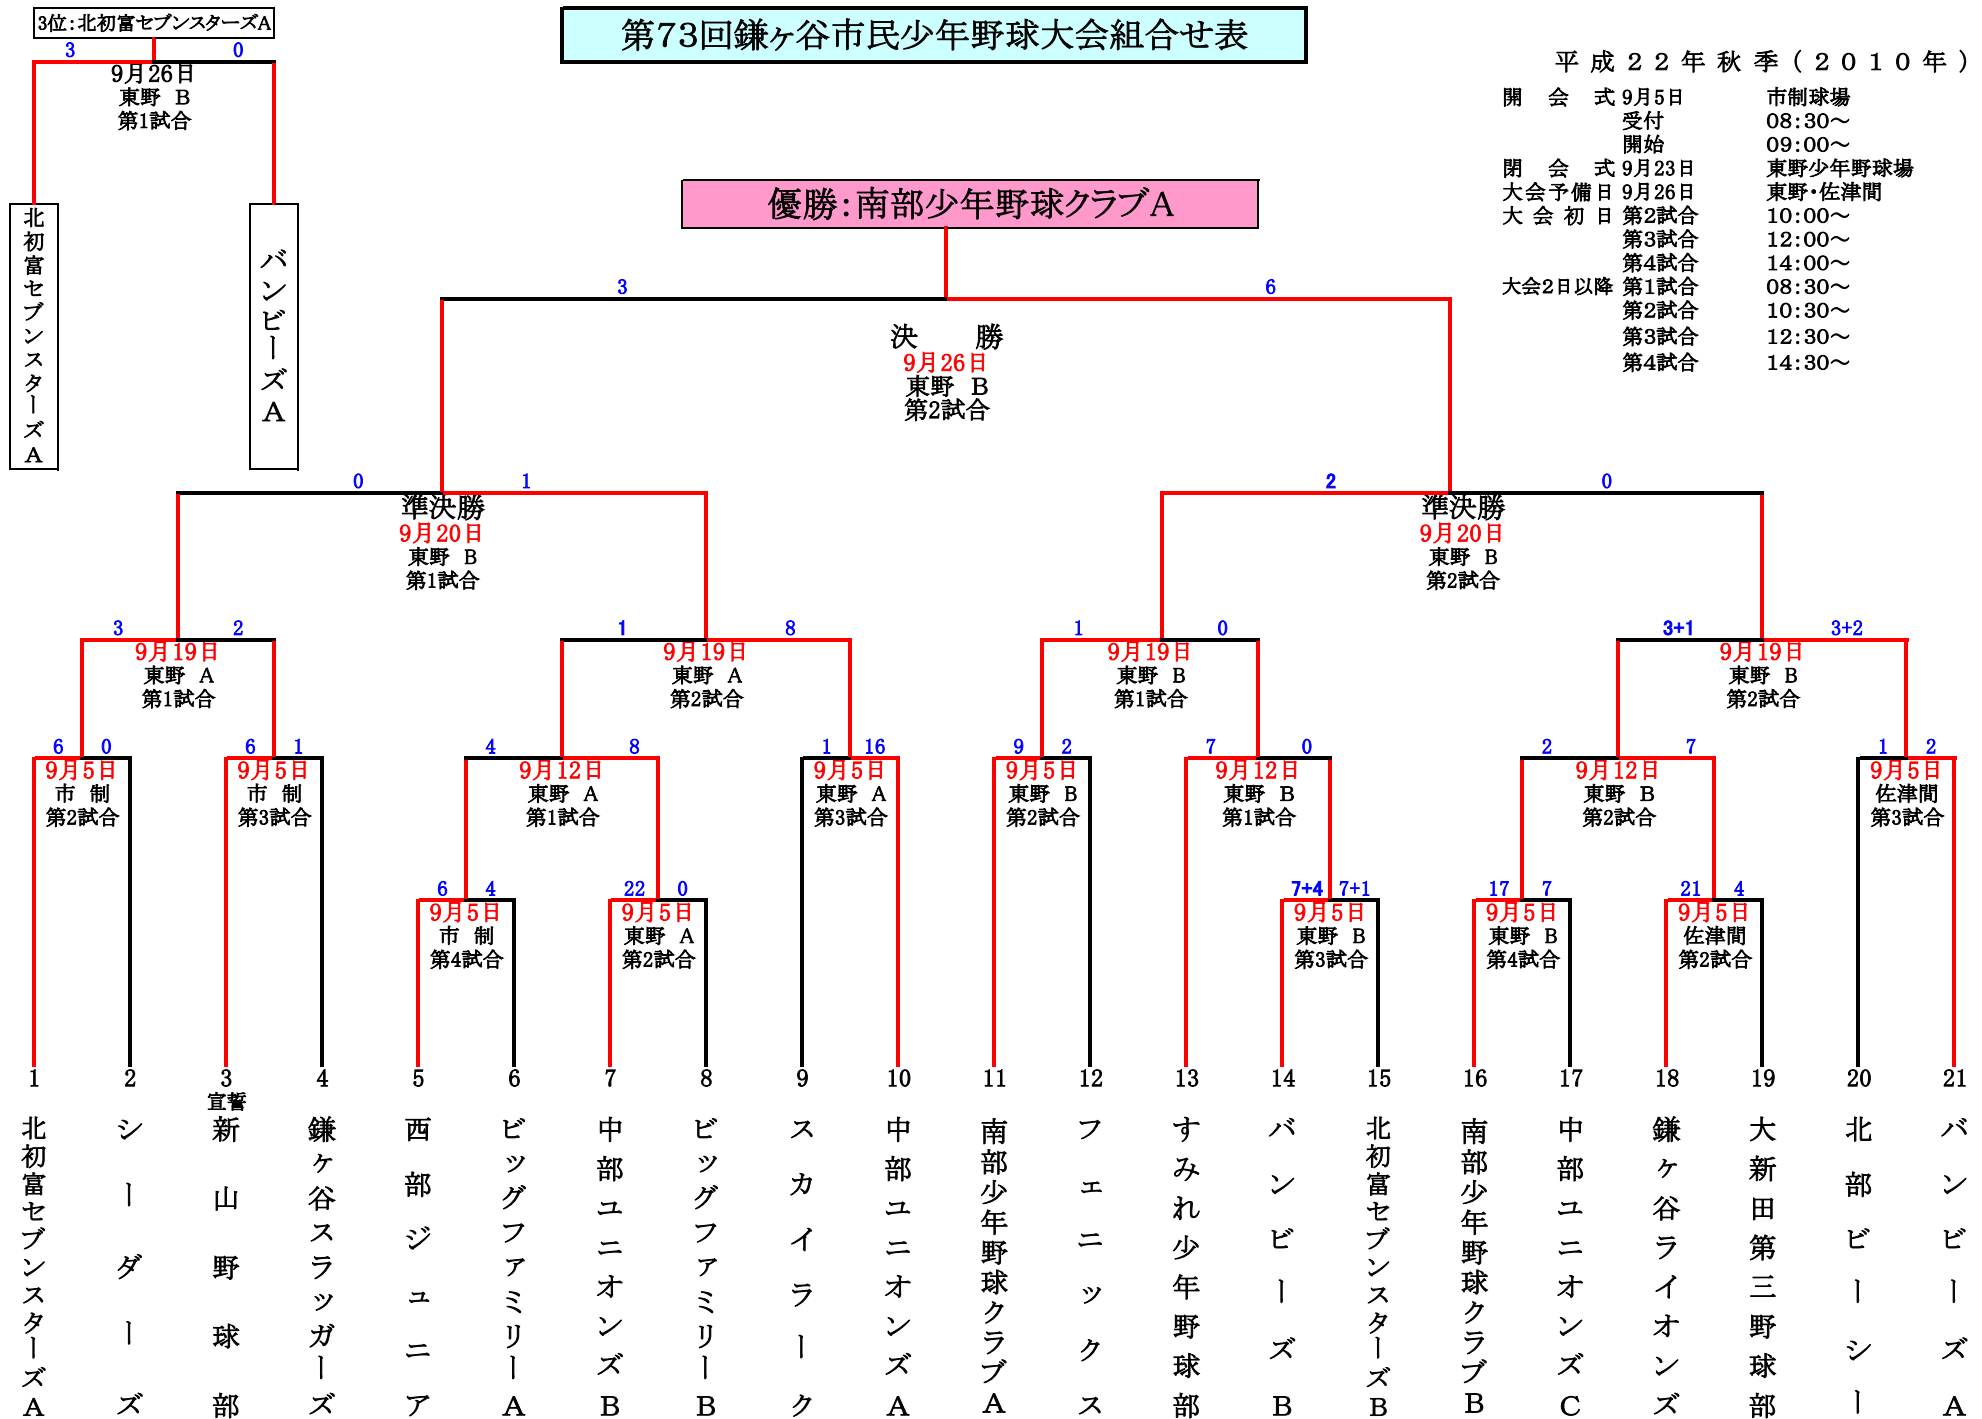 第73回鎌ヶ谷市民少年野球大会組合せ表
平成22年秋季(2010年)
開会式 9月5日 市制球場
受付 08:30～
開始 09:00～
閉会式 9月23日 東野少年野球場
大会予備日 9月26日 東野・佐津間
大会初日 第2試合 10:00～
第3試合 12:00～
第4試合 14:00～
大会2日以降 第1試合 08:30～
第2試合 10:30～
第3試合 12:30～
第4試合 14:30～
3位:北初富セブンスターズA
3 0
9月26日
東野 B
第1試合
北初富セブンスターズA
バンビーズA
優勝:南部少年野球クラブA
3 6
決 勝
9月26日
東野 B
第2試合
0 1
準決勝
9月20日
東野 B
第1試合
2 0
準決勝
9月20日
東野 B
第2試合
3 2
9月19日
東野 A
第1試合
1 8
9月19日
東野 A
第2試合
1 0
9月19日
東野 B
第1試合
3+1 3+2
9月19日
東野 B
第2試合
6 0
9月5日
市 制
第2試合
6 1
9月5日
市 制
第3試合
4 8
9月12日
東野 A
第1試合
1 16
9月5日
東野 A
第3試合
9 2
9月5日
東野 B
第2試合
7 0
9月12日
東野 B
第1試合
2 7
9月12日
東野 B
第2試合
1 2
9月5日
佐津間
第3試合
6 4
9月5日
市 制
第4試合
22 0
9月5日
東野 A
第2試合
7+4 7+1
9月5日
東野 B
第3試合
17 7
9月5日
東野 B
第4試合
21 4
9月5日
佐津間
第2試合
1
北初富セブンスターズA
2
シーダーズ
3
宣誓
新山野球部
4
鎌ヶ谷スラッガーズ
5
西部ジュニア
6
ビッグファミリーA
7
中部ユニオンズB
8
ビッグファミリーB
9
スカイラーク
10
中部ユニオンズA
11
南部少年野球クラブA
12
フェニックス
13
すみれ少年野球部
14
バンビーズB
15
北初富セブンスターズB
16
南部少年野球クラブB
17
中部ユニオンズC
18
鎌ヶ谷ライオンズ
19
大新田第三野球部
20
北部ビーシー
21
バンビーズA